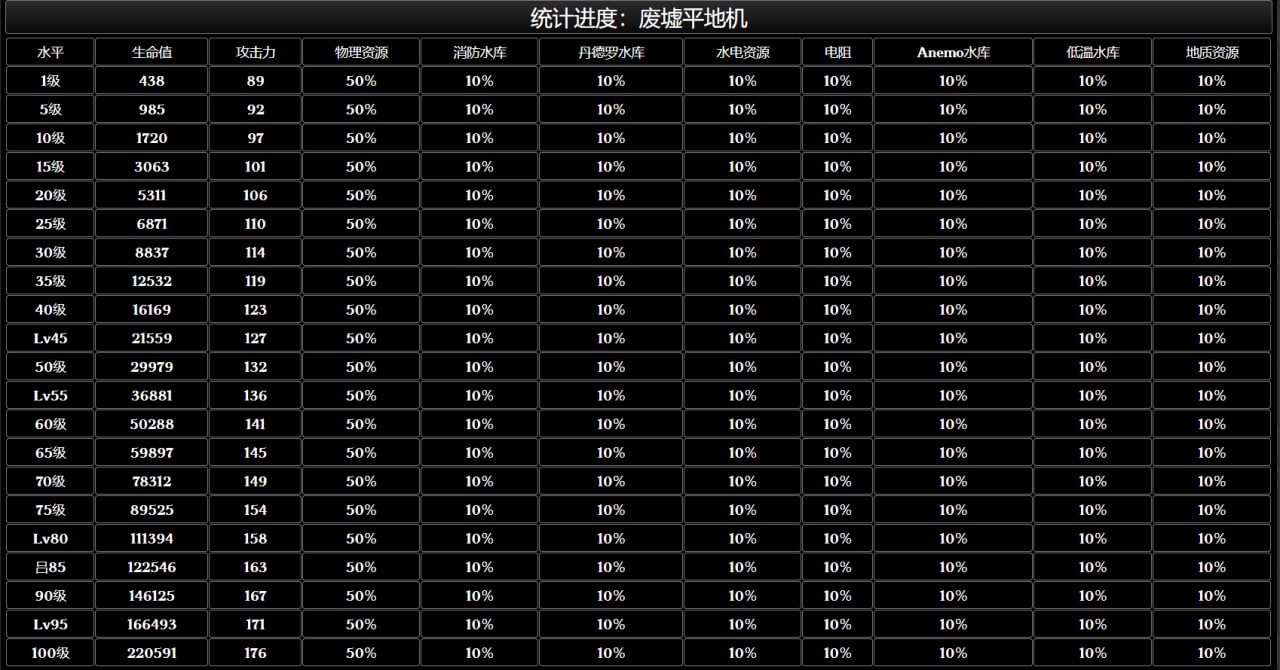 统计进度：废墟平地机
水平 生命值 攻击力 物理资源 消防水库 丹德罗水库 水电资源 电阻 Anemo水库 低温水库 地质资源
1级 438 89 50% 10% 10% 10% 10% 10% 10% 10%
5级 985 92 50% 10% 10% 10% 10% 10% 10% 10%
10级 1720 97 50% 10% 10% 10% 10% 10% 10% 10%
15级 3063 101 50% 10% 10% 10% 10% 10% 10% 10%
20级 5311 106 50% 10% 10% 10% 10% 10% 10% 10%
25级 6871 110 50% 10% 10% 10% 10% 10% 10% 10%
30级 8837 114 50% 10% 10% 10% 10% 10% 10% 10%
35级 12532 119 50% 10% 10% 10% 10% 10% 10% 10%
40级 16169 123 50% 10% 10% 10% 10% 10% 10% 10%
Lv45 21559 127 50% 10% 10% 10% 10% 10% 10% 10%
50级 29979 132 50% 10% 10% 10% 10% 10% 10% 10%
Lv55 36881 136 50% 10% 10% 10% 10% 10% 10% 10%
60级 50288 141 50% 10% 10% 10% 10% 10% 10% 10%
65级 59897 145 50% 10% 10% 10% 10% 10% 10% 10%
70级 78312 149 50% 10% 10% 10% 10% 10% 10% 10%
75级 89525 154 50% 10% 10% 10% 10% 10% 10% 10%
Lv80 111394 158 50% 10% 10% 10% 10% 10% 10% 10%
吕85 122546 163 50% 10% 10% 10% 10% 10% 10% 10%
90级 146125 167 50% 10% 10% 10% 10% 10% 10% 10%
Lv95 166493 171 50% 10% 10% 10% 10% 10% 10% 10%
100级 220591 176 50% 10% 10% 10% 10% 10% 10% 10%